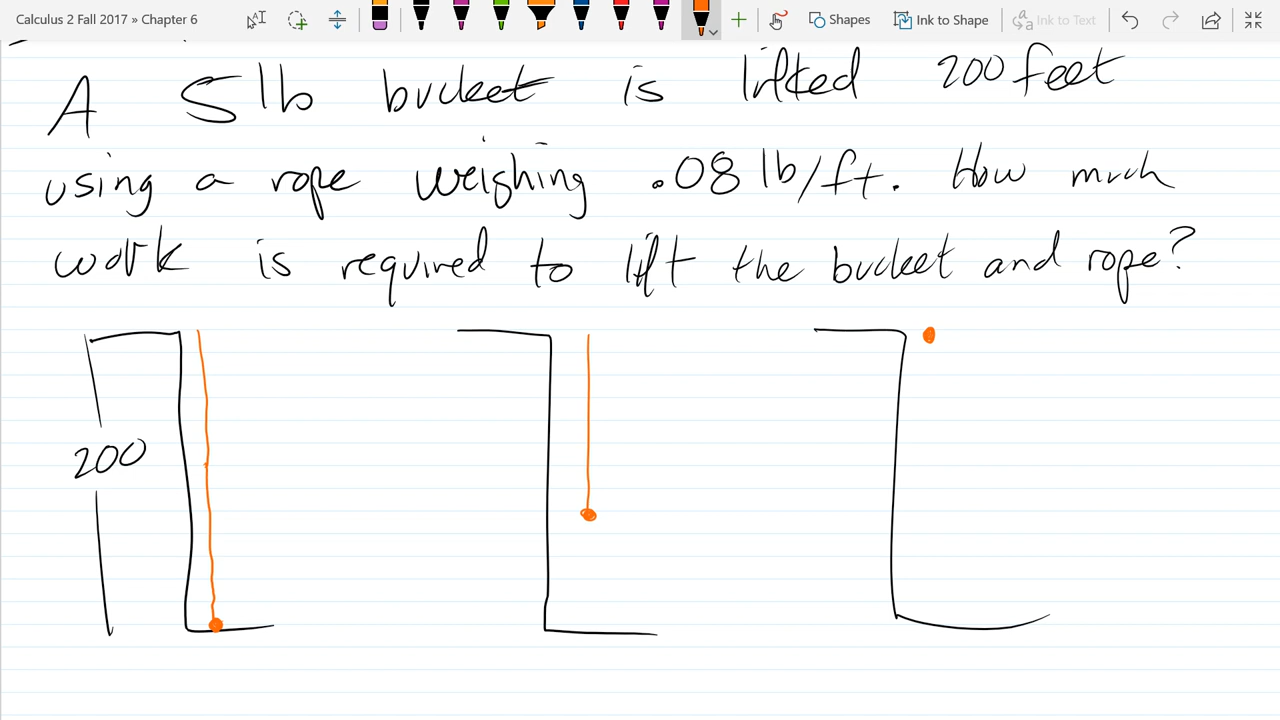 Calculus 2 Fall 2017 » Chapter 6
Shapes
Ink to Shape
Ink to Text
A 5lb bucket is lifted 200 feet
using a rope weighing .08 lb/ft. How much
work is required to lift the bucket and rope?
200